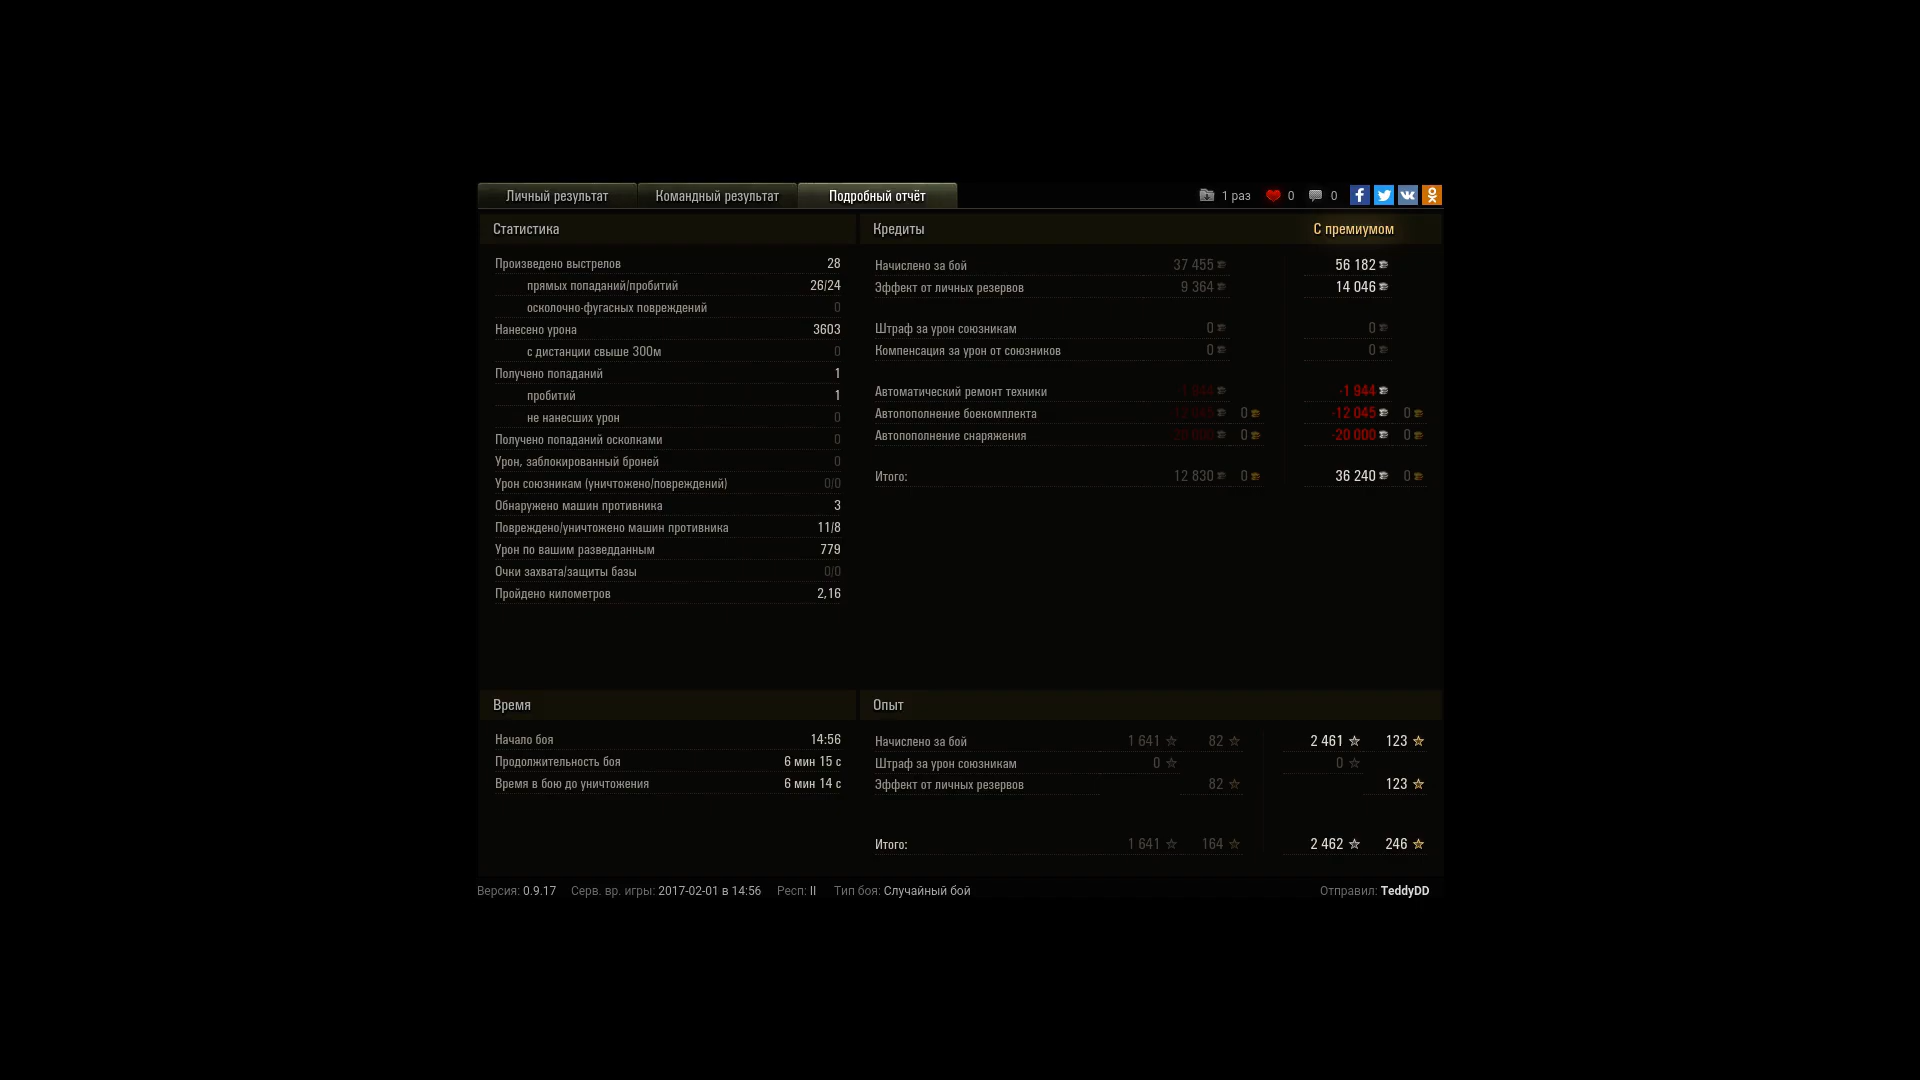 Личный результат Командный результат Подробный отчёт 1 раз 0 0
Статистика
Произведено выстрелов 28
прямых попаданий/пробитий 26/24
осколочно-фугасных повреждений 0
Нанесено урона 3603
с дистанции свыше 300м 0
Получено попаданий 1
пробитий 1
не нанесших урон 0
Получено попаданий осколками 0
Урон, заблокированный броней 0
Урон союзникам (уничтожено/повреждений) 0/0
Обнаружено машин противника 3
Повреждено/уничтожено машин противника 11/8
Урон по вашим разведданным 779
Очки захвата/защиты базы 0/0
Пройдено километров 2,16
Кредиты С премиумом
Начислено за бой 37 455 56 182
Эффект от личных резервов 9 364 14 046
Штраф за урон союзникам 0 0
Компенсация за урон от союзников 0 0
Автоматический ремонт техники -1 944 -1 944
Автопополнение боекомплекта -12 045 0 -12 045 0
Автопополнение снаряжения -20 000 0 -20 000 0
Итого: 12 830 0 36 240 0
Время
Начало боя 14:56
Продолжительность боя 6 мин 15 с
Время в бою до уничтожения 6 мин 14 с
Опыт
Начислено за бой 1 641 82 2 461 123
Штраф за урон союзникам 0 0
Эффект от личных резервов 82 123
Итого: 1 641 164 2 462 246
Версия: 0.9.17 Серв. вр. игры: 2017-02-01 в 14:56 Респ: II Тип боя: Случайный бой Отправил: TeddyDD